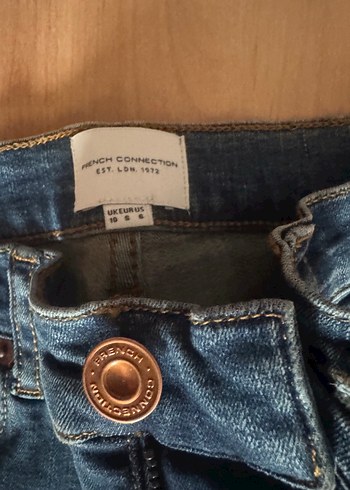 FRENCH CONNECTION
EST. LDN. 1972
UK EUR US
10 6 6
FRENCH
CONNECTION